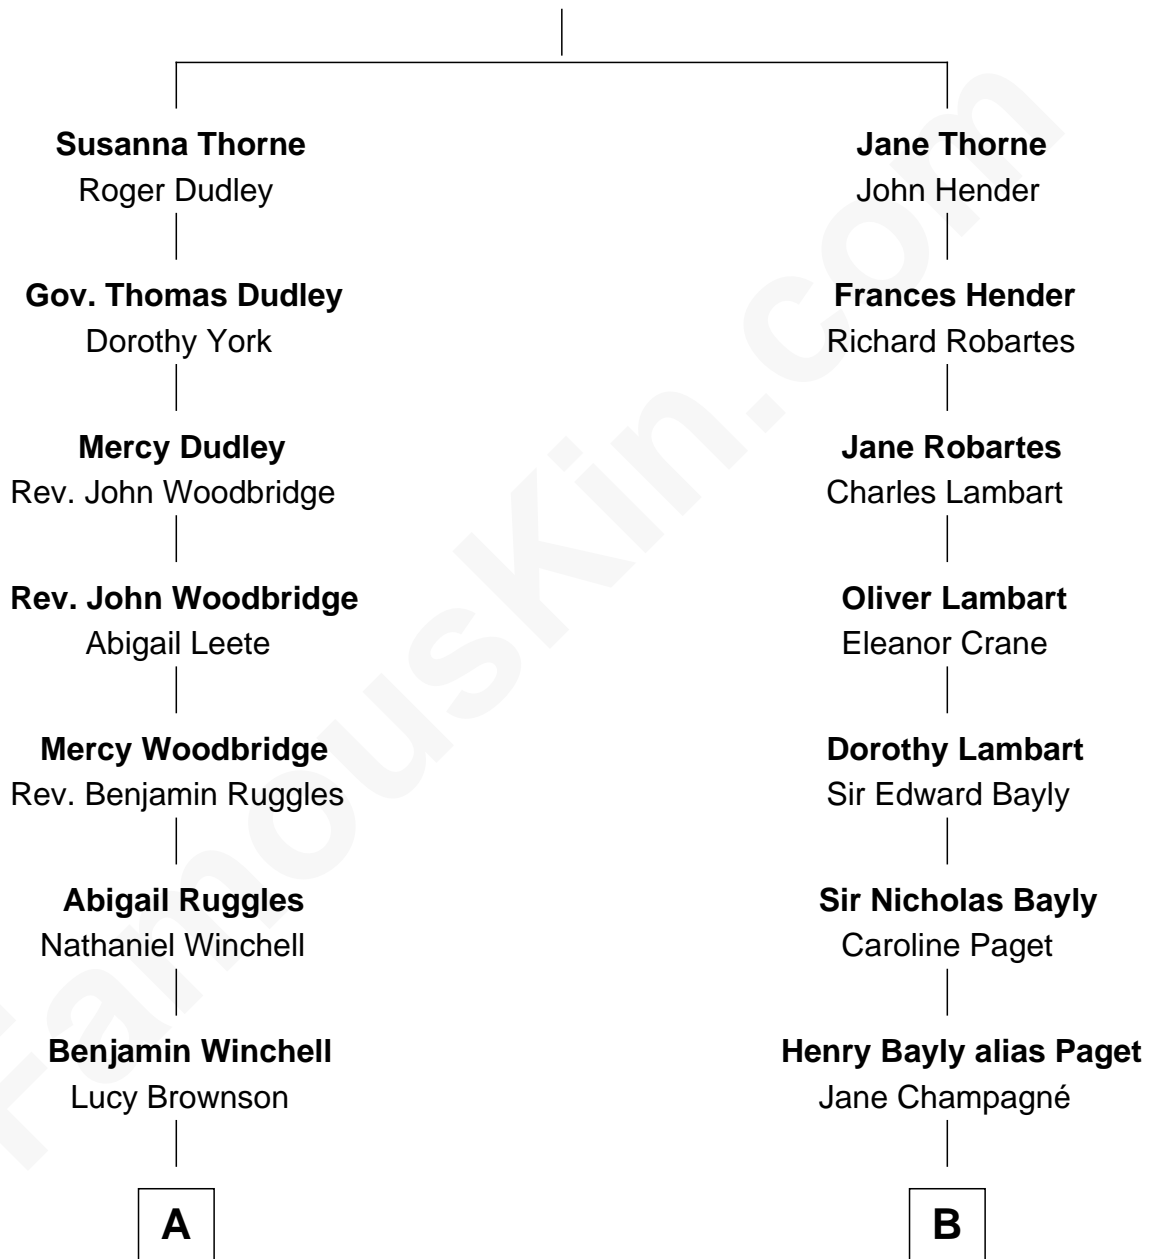 Susanna Thorne
Roger Dudley
Jane Thorne
John Hender
Gov. Thomas Dudley
Dorothy York
Frances Hender
Richard Robartes
Mercy Dudley
Rev. John Woodbridge
Jane Robartes
Charles Lambart
Rev. John Woodbridge
Abigail Leete
Oliver Lambart
Eleanor Crane
Mercy Woodbridge
Rev. Benjamin Ruggles
Dorothy Lambart
Sir Edward Bayly
Abigail Ruggles
Nathaniel Winchell
Sir Nicholas Bayly
Caroline Paget
Benjamin Winchell
Lucy Brownson
Henry Bayly alias Paget
Jane Champagné
A
B
FamousKin.com